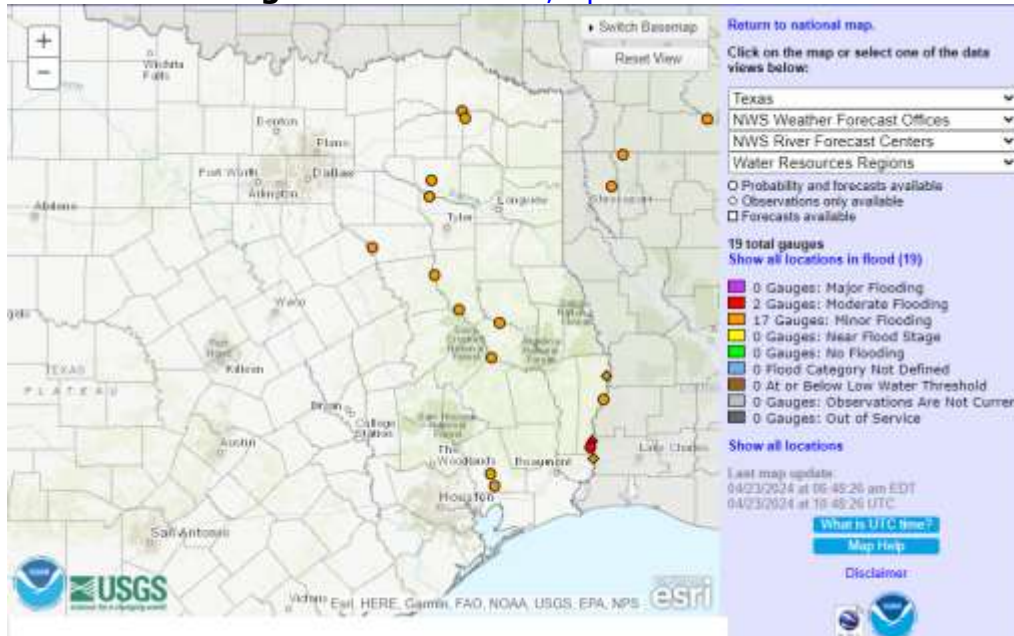 +
−
Switch Basemap
Reset View
Wichita
Falls
Denton
Plano
Fort Worth
Dallas
Arlington
Abilene
Longview
Tyler
Shreveport
Waco
Killeen
TEXAS
PLATEAU
Bryan
College
Station
Austin
The
Woodlands
Beaumont
Lake Charles
Houston
San Antonio
Victoria
USGS
Esri, HERE, Garmin, FAO, NOAA, USGS, EPA, NPS
esri
Return to national map.
Click on the map or select one of the data
views below:
Texas
NWS Weather Forecast Offices
NWS River Forecast Centers
Water Resources Regions
Probability and forecasts available
Observations only available
Forecasts available
19 total gauges
Show all locations in flood (19)
0 Gauges: Major Flooding
2 Gauges: Moderate Flooding
17 Gauges: Minor Flooding
0 Gauges: Near Flood Stage
0 Gauges: No Flooding
0 Flood Category Not Defined
0 At or Below Low Water Threshold
0 Gauges: Observations Are Not Curren
0 Gauges: Out of Service
Show all locations
Last map update:
04/23/2024 at 06:48:26 am EDT
04/23/2024 at 10:48:26 UTC
What is UTC time?
Map Help
Disclaimer